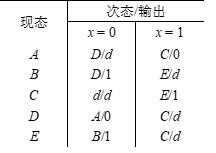 现态 次态/输出
x = 0 x = 1
A D/d C/0
B D/1 E/d
C d/d E/1
D A/0 C/d
E B/1 C/d